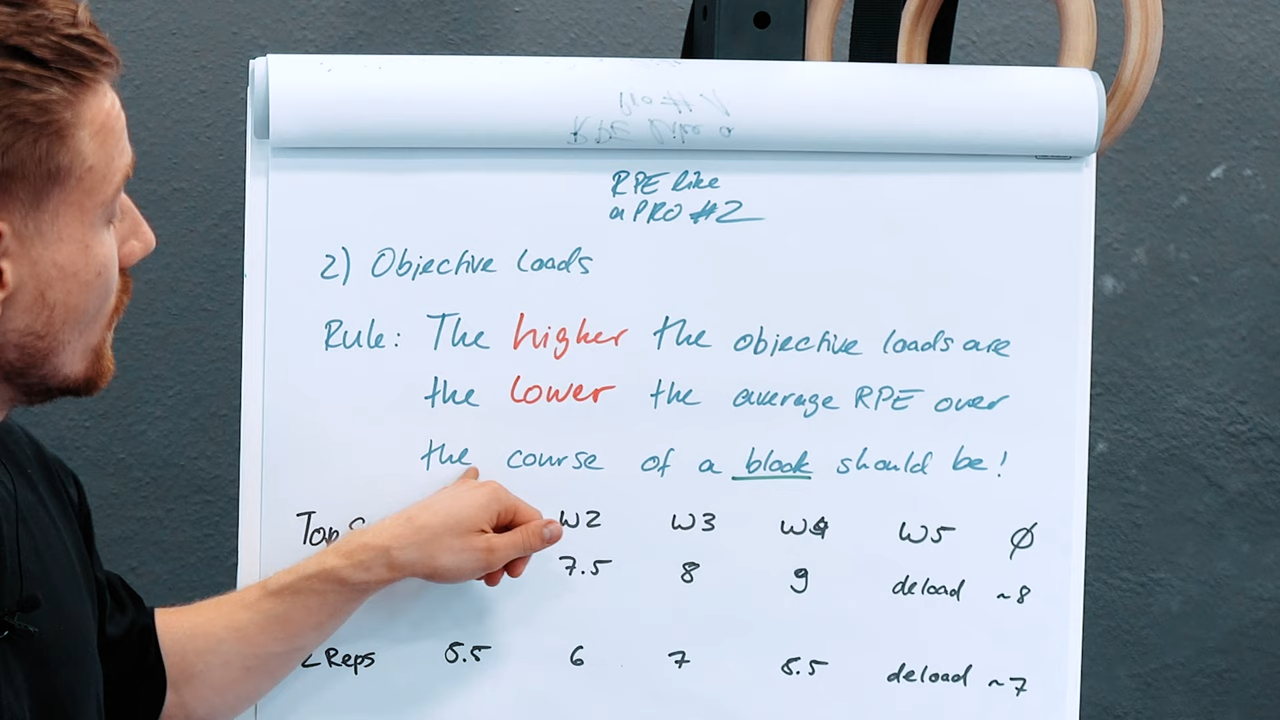 RPE like
a PRO #2
2) Objective Loads
Rule: The higher the objective loads are
the lower the average RPE over
the course of a block should be!
W2 W3 W4 W5 Ø
7.5 8 9 deload ~8
Reps 5.5 6 7 8.5 deload ~7